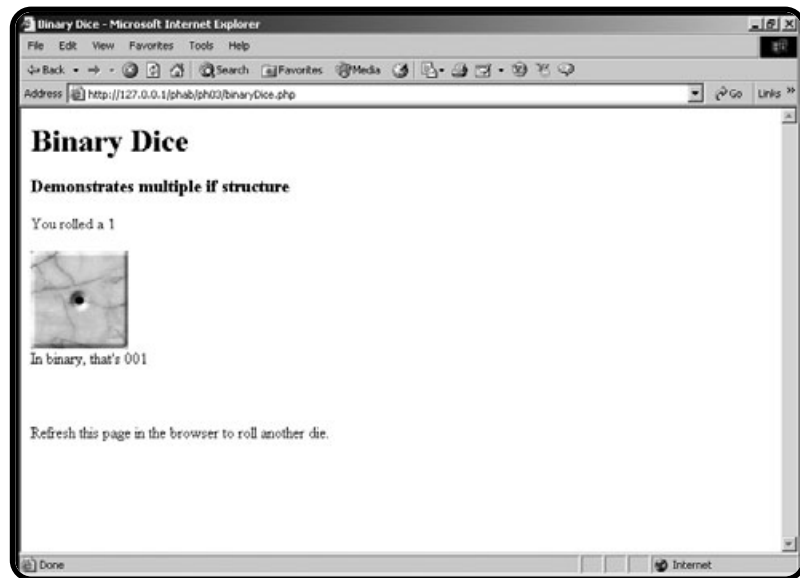 Binary Dice - Microsoft Internet Explorer
File Edit View Favorites Tools Help
Back Search Favorites Media
Address http://127.0.0.1/phab/ph03/binaryDice.php Go Links »
Binary Dice
Demonstrates multiple if structure
You rolled a 1
In binary, that's 001
Refresh this page in the browser to roll another die.
Done Internet